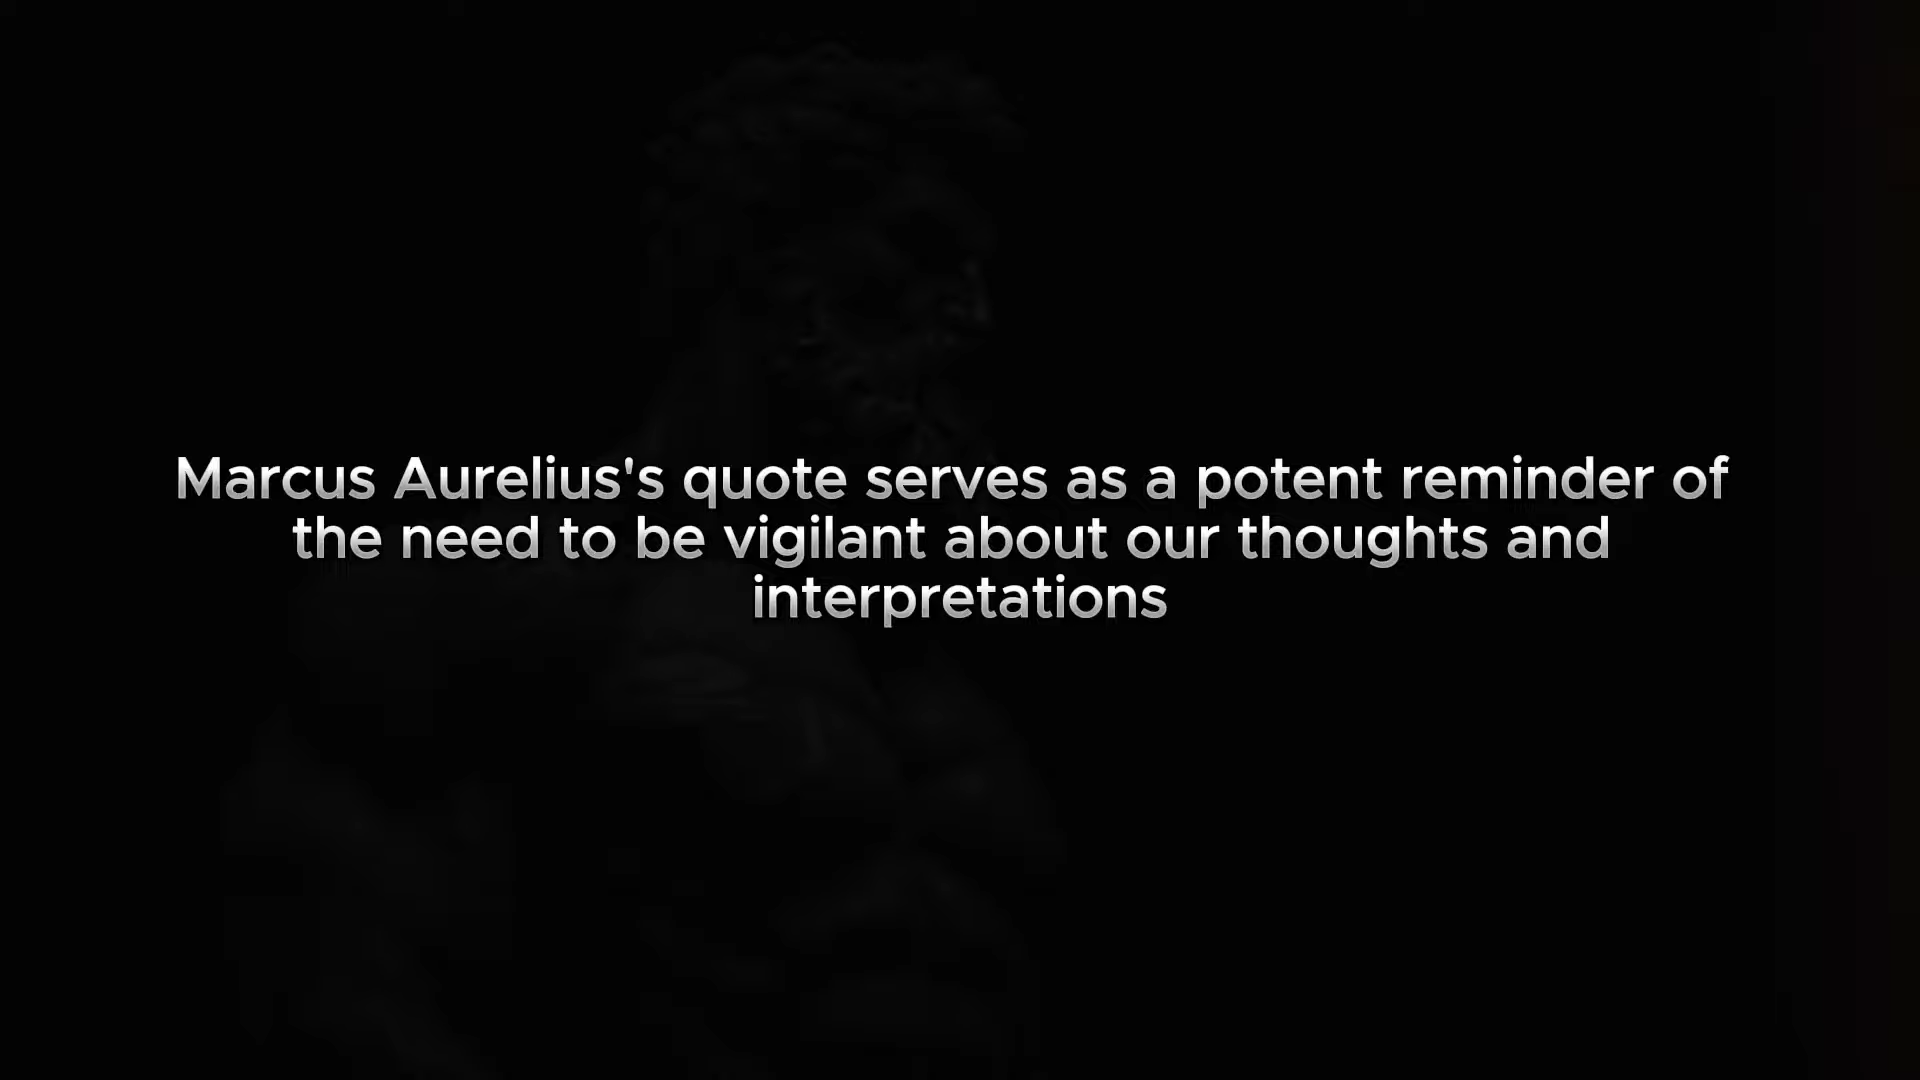 Marcus Aurelius's quote serves as a potent reminder of
the need to be vigilant about our thoughts and
interpretations